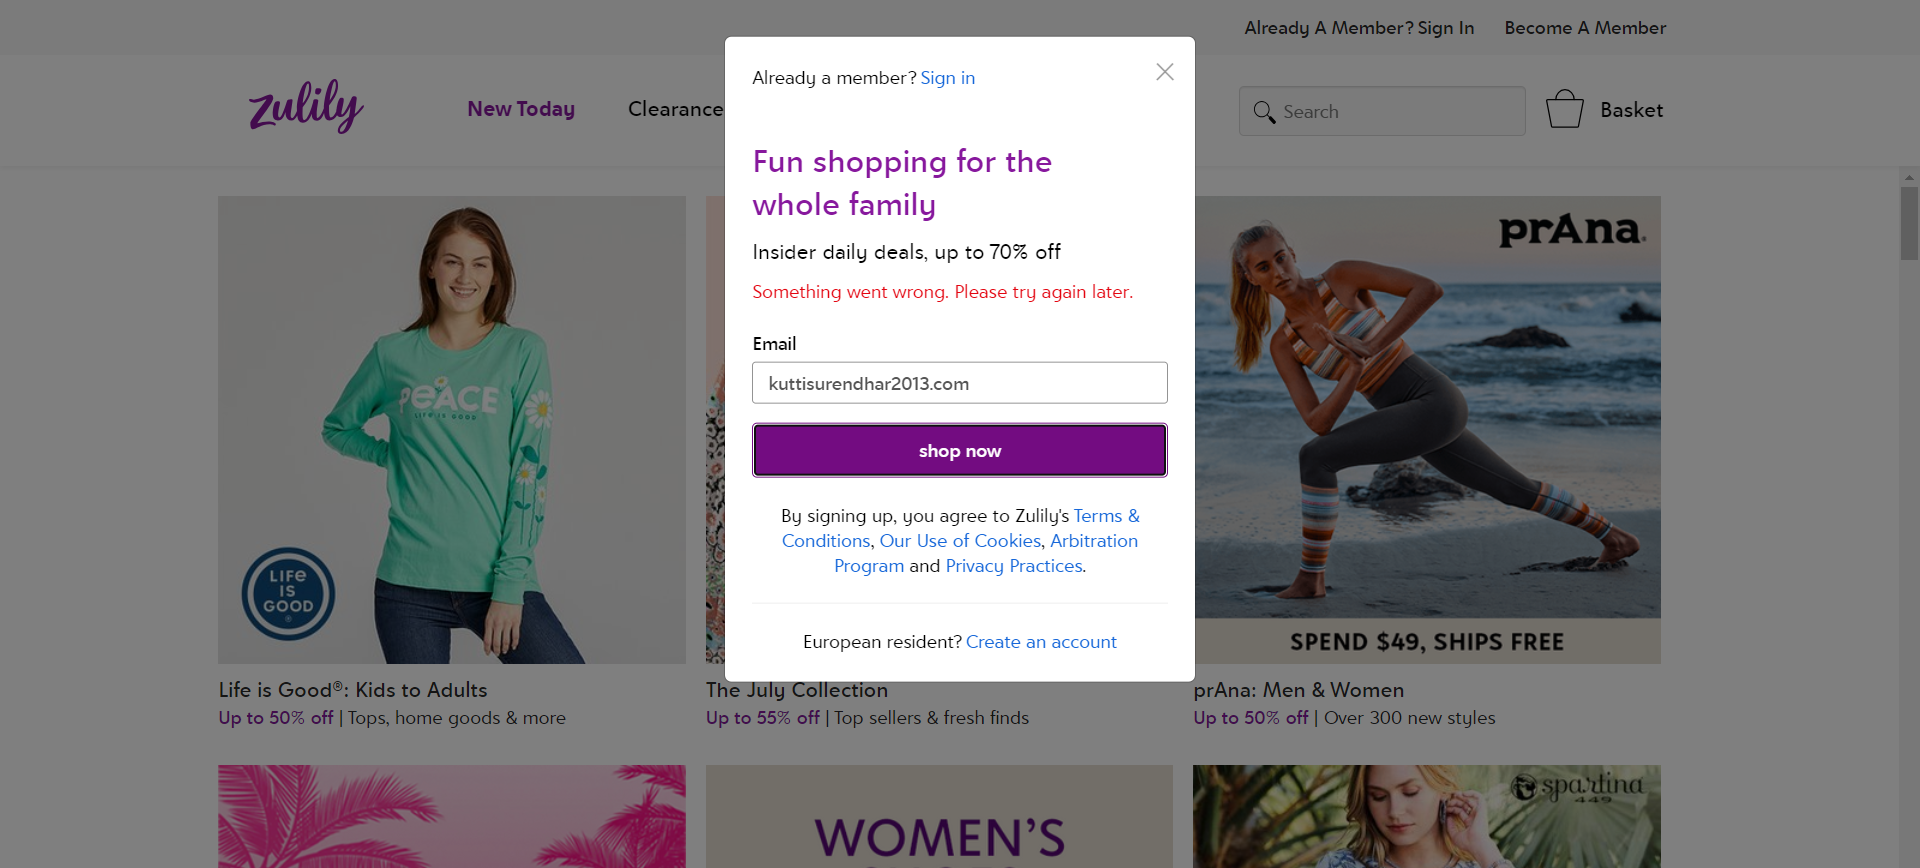 Already A Member? Sign In
Become A Member
zulily
New Today
Clearance
Search
Basket
Already a member? Sign in
Fun shopping for the
whole family
Insider daily deals, up to 70% off
Something went wrong. Please try again later.
Email
kuttisurendhar2013.com
shop now
By signing up, you agree to Zulily's Terms &
Conditions, Our Use of Cookies, Arbitration
Program and Privacy Practices.
European resident? Create an account
PEACE
LIFE IS GOOD
LIFe
IS
GOOD
®
prAna.
SPEND $49, SHIPS FREE
Life is Good®: Kids to Adults
Up to 50% off | Tops, home goods & more
The July Collection
Up to 55% off | Top sellers & fresh finds
prAna: Men & Women
Up to 50% off | Over 300 new styles
WOMEN'S
spartina
449